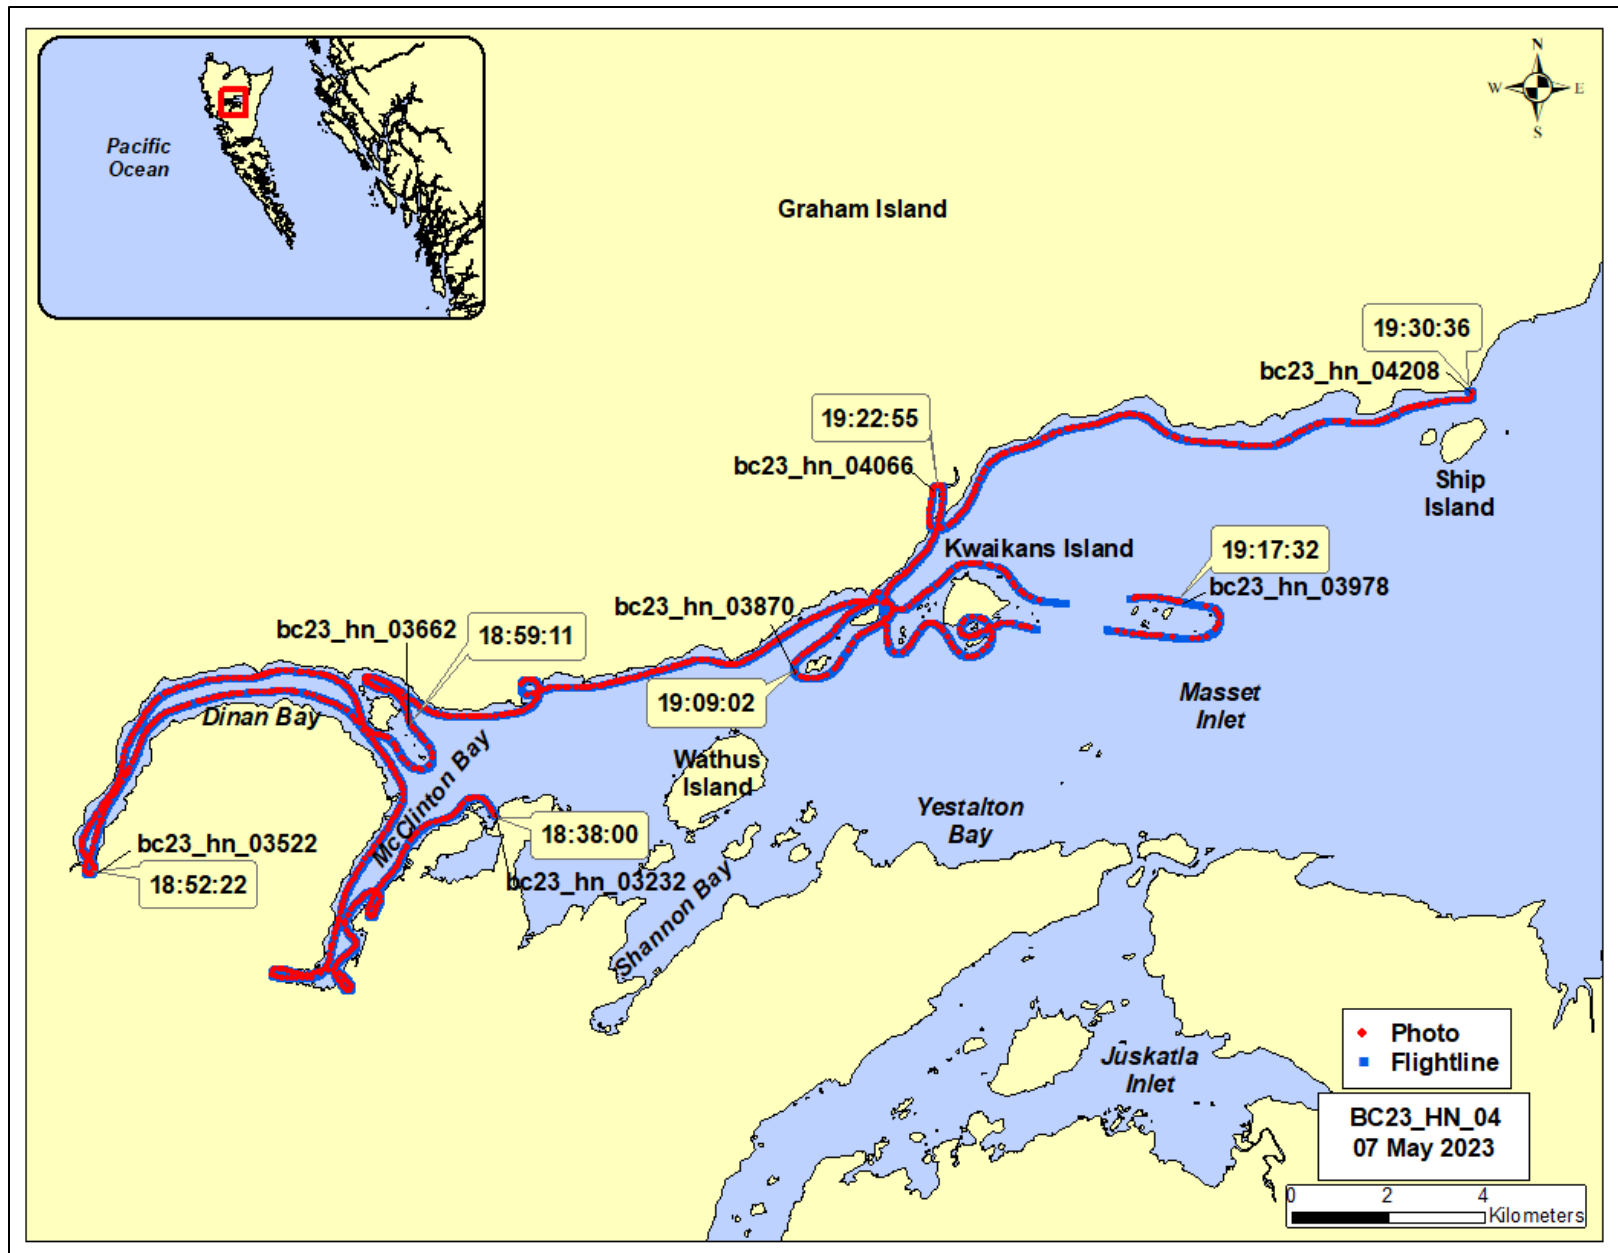 N
W E
S
Pacific
Ocean
Graham Island
19:30:36
bc23_hn_04208
19:22:55
bc23_hn_04066
Ship
Island
Kwaikans Island
19:17:32
bc23_hn_03978
bc23_hn_03870
bc23_hn_03662
18:59:11
19:09:02
Masset
Inlet
Dinan Bay
McClinton Bay
Wathus
Island
Yestalton
Bay
bc23_hn_03522
18:52:22
18:38:00
bc23_hn_03232
Shannon Bay
Juskatla
Inlet
Photo
Flightline
BC23_HN_04
07 May 2023
0 2 4
Kilometers